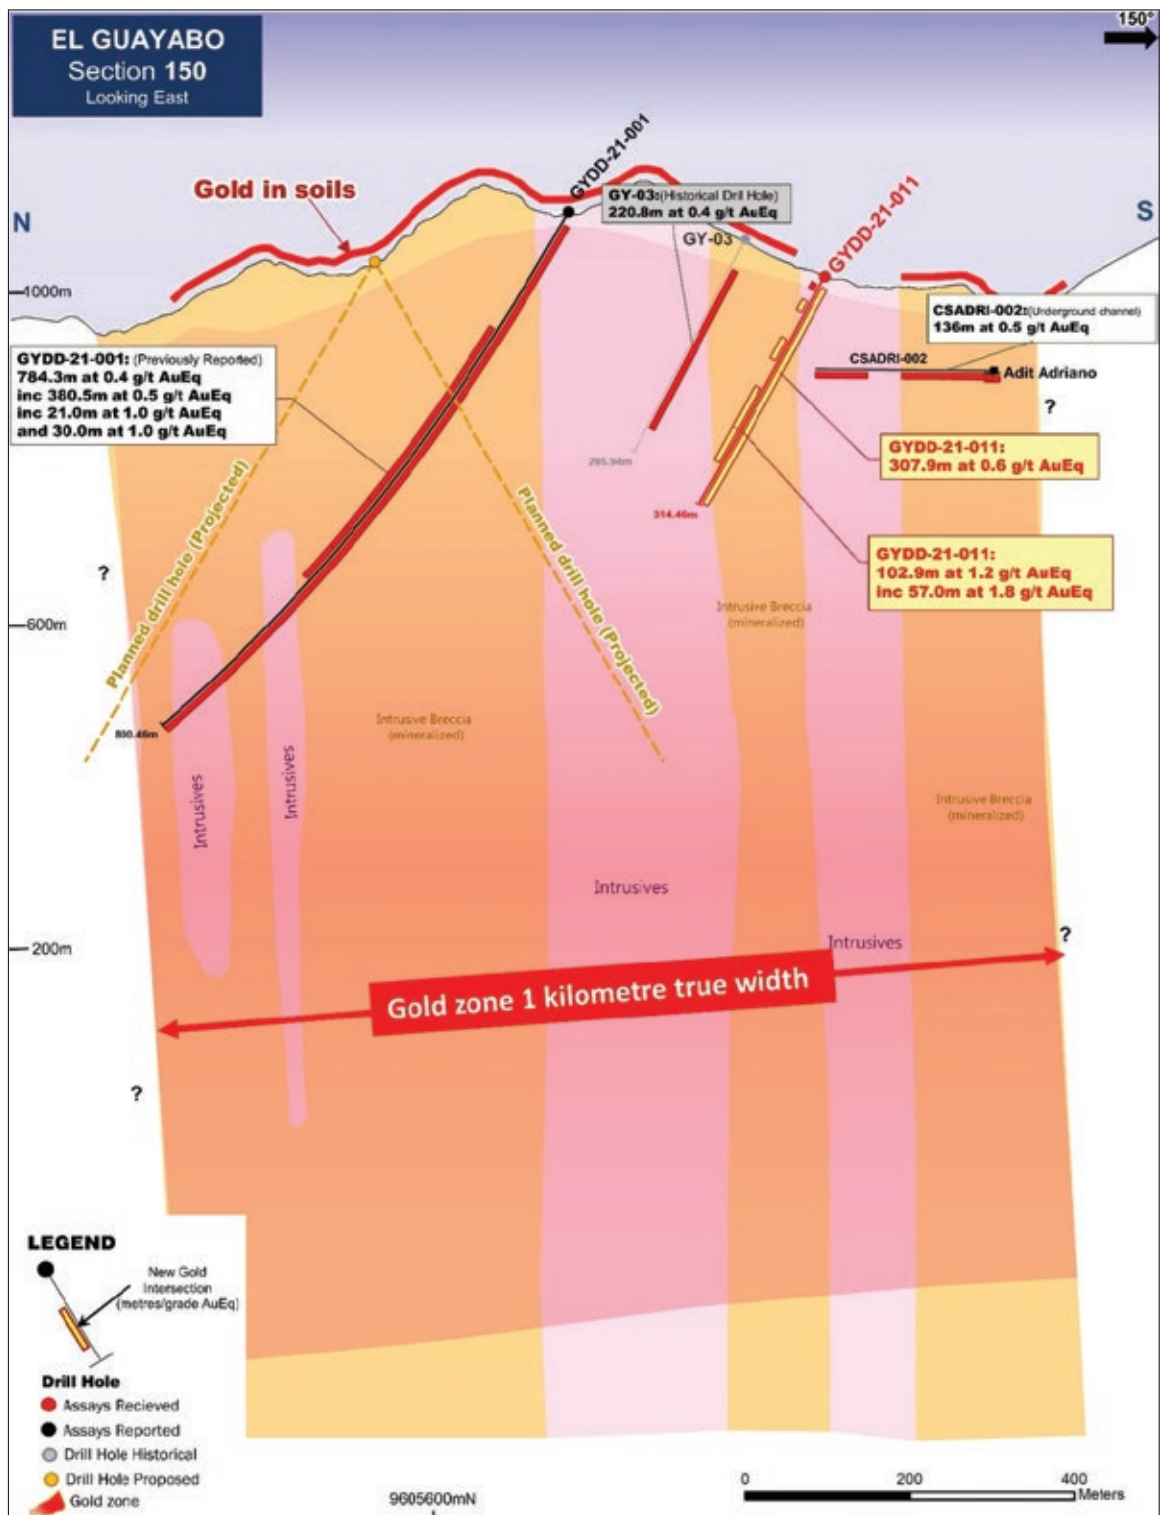 EL GUAYABO
Section 150
Looking East
150°
N
S
Gold in soils
GYDD-21-001
GY-03:(Historical Drill Hole)
220.8m at 0.4 g/t AuEq
GY-03
GYDD-21-011
1000m
CSADRI-002:(Underground channel)
136m at 0.5 g/t AuEq
CSADRI-002
Adit Adriano
?
GYDD-21-001: (Previously Reported)
784.3m at 0.4 g/t AuEq
inc 380.5m at 0.5 g/t AuEq
inc 21.0m at 1.0 g/t AuEq
and 30.0m at 1.0 g/t AuEq
GYDD-21-011:
307.9m at 0.6 g/t AuEq
295.94m
314.46m
GYDD-21-011:
102.9m at 1.2 g/t AuEq
inc 57.0m at 1.8 g/t AuEq
Planned drill hole (Projected)
Planned drill hole (Projected)
?
600m
Intrusive Breccia
(mineralized)
Intrusive Breccia
(mineralized)
800.46m
Intrusives
Intrusives
Intrusive Breccia
(mineralized)
Intrusives
Intrusives
?
200m
Gold zone 1 kilometre true width
?
LEGEND
New Gold
Intersection
(metres/grade AuEq)
Drill Hole
Assays Recieved
Assays Reported
Drill Hole Historical
Drill Hole Proposed
Gold zone
9605600mN
0 200 400
Meters